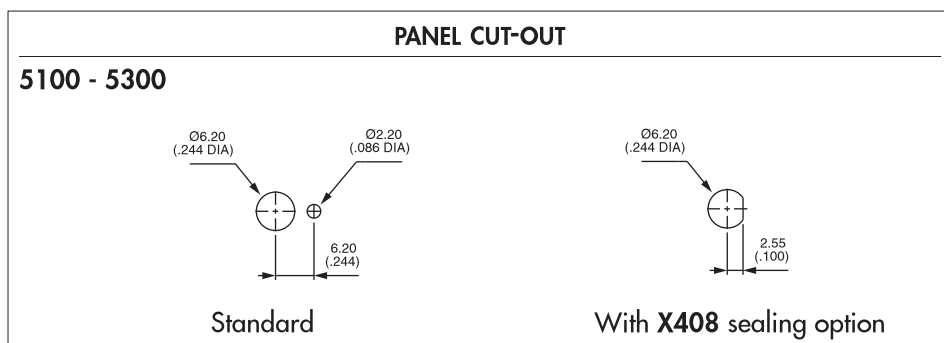 PANEL CUT-OUT
5100 - 5300
Ø6.20
(.244 DIA)
Ø2.20
(.086 DIA)
6.20
(.244)
Standard
Ø6.20
(.244 DIA)
2.55
(.100)
With X408 sealing option